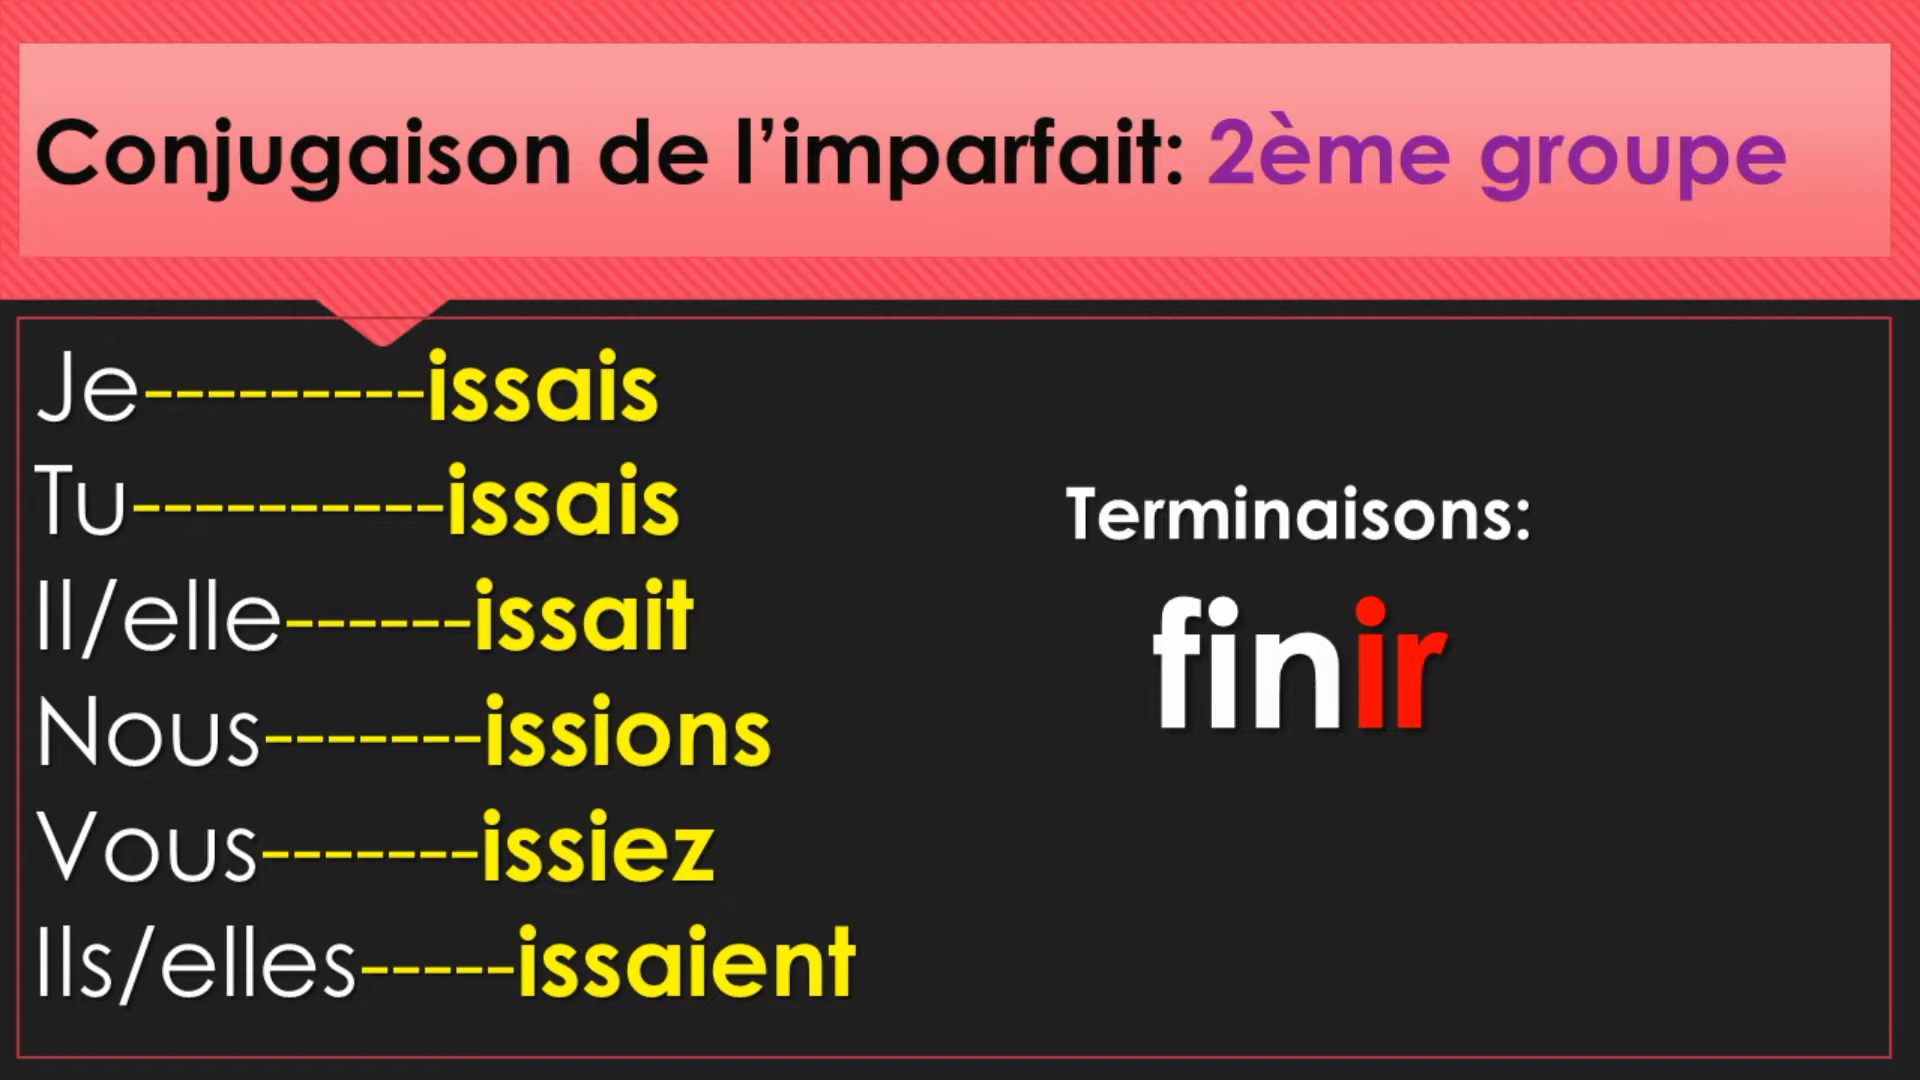 Conjugaison de l’imparfait: 2ème groupe
Je---------issais
Tu----------issais
Il/elle------issait
Nous-------issions
Vous-------issiez
Ils/elles-----issaient
Terminaisons:
finir